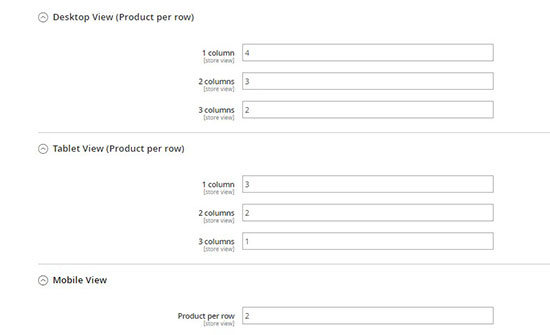 Desktop View (Product per row)
1 column 4
[store view]
2 columns 3
[store view]
3 columns 2
[store view]
Tablet View (Product per row)
1 column 3
[store view]
2 columns 2
[store view]
3 columns 1
[store view]
Mobile View
Product per row 2
[store view]